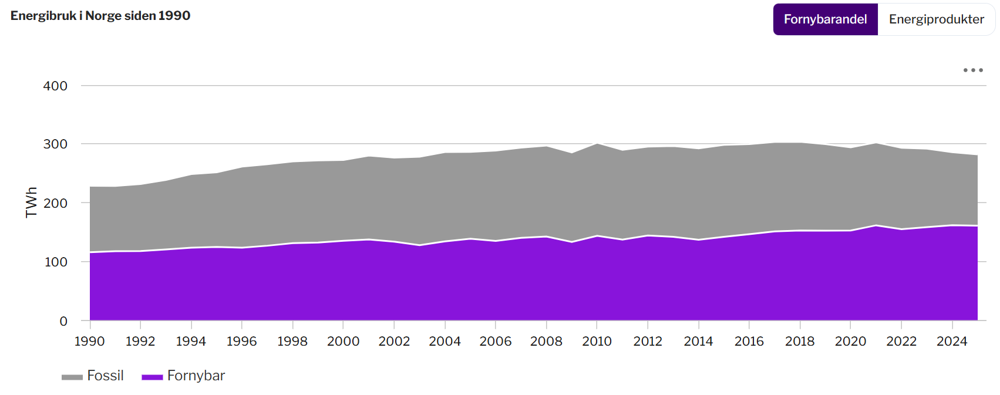 Energibruk i Norge siden 1990
Fornybarandel
Energiprodukter
400
300
200
100
0
TWh
1990 1992 1994 1996 1998 2000 2002 2004 2006 2008 2010 2012 2014 2016 2018 2020 2022 2024
Fossil Fornybar